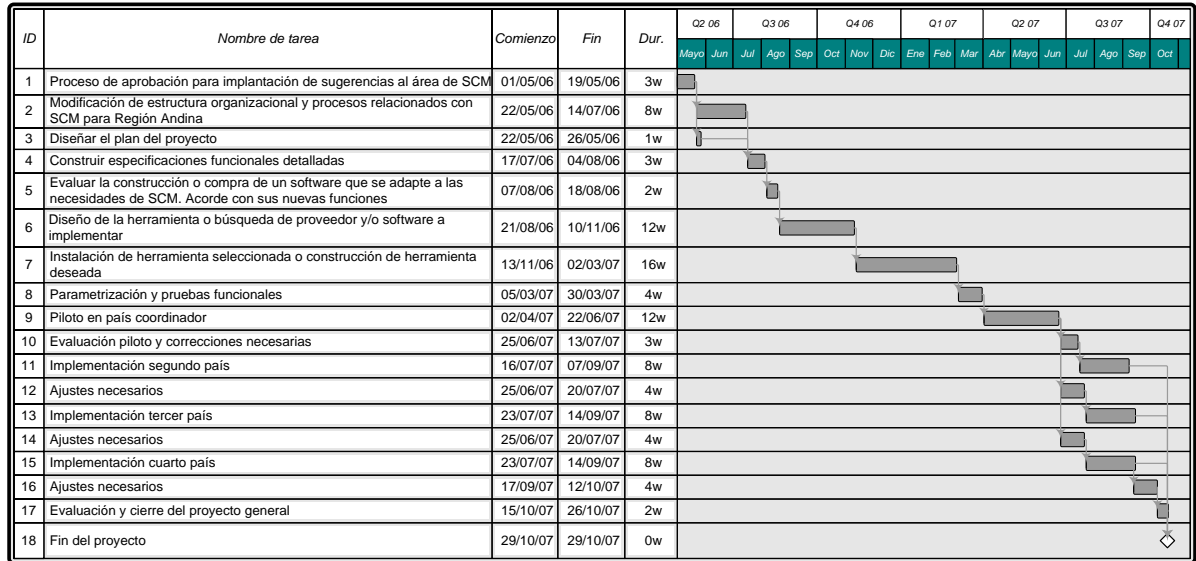 ID Nombre de tarea Comienzo Fin Dur. Q2 06 Q3 06 Q4 06 Q1 07 Q2 07 Q3 07 Q4 07
Mayo Jun Jul Ago Sep Oct Nov Dic Ene Feb Mar Abr Mayo Jun Jul Ago Sep Oct
1 Proceso de aprobación para implantación de sugerencias al área de SCM 01/05/06 19/05/06 3w
2 Modificación de estructura organizacional y procesos relacionados con
SCM para Región Andina 22/05/06 14/07/06 8w
3 Diseñar el plan del proyecto 22/05/06 26/05/06 1w
4 Construir especificaciones funcionales detalladas 17/07/06 04/08/06 3w
5 Evaluar la construcción o compra de un software que se adapte a las
necesidades de SCM. Acorde con sus nuevas funciones 07/08/06 18/08/06 2w
6 Diseño de la herramienta o búsqueda de proveedor y/o software a
implementar 21/08/06 10/11/06 12w
7 Instalación de herramienta seleccionada o construcción de herramienta
deseada 13/11/06 02/03/07 16w
8 Parametrización y pruebas funcionales 05/03/07 30/03/07 4w
9 Piloto en país coordinador 02/04/07 22/06/07 12w
10 Evaluación piloto y correcciones necesarias 25/06/07 13/07/07 3w
11 Implementación segundo país 16/07/07 07/09/07 8w
12 Ajustes necesarios 25/06/07 20/07/07 4w
13 Implementación tercer país 23/07/07 14/09/07 8w
14 Ajustes necesarios 25/06/07 20/07/07 4w
15 Implementación cuarto país 23/07/07 14/09/07 8w
16 Ajustes necesarios 17/09/07 12/10/07 4w
17 Evaluación y cierre del proyecto general 15/10/07 26/10/07 2w
18 Fin del proyecto 29/10/07 29/10/07 0w